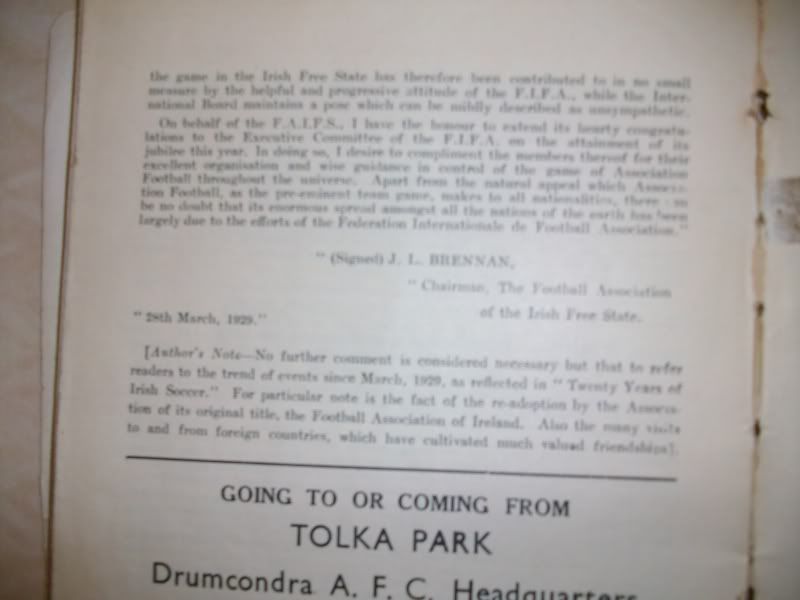 the game in the Irish Free State has therefore been contributed to in no small
measure by the helpful and progressive attitude of the F.I.F.A., while the Inter-
national Board maintains a pose which can be mildly described as unsympathetic.
On behalf of the F.A.I.F.S., I have the honour to extend its hearty congratu-
lations to the Executive Committee of the F.I.F.A. on the attainment of its
jubilee this year. In doing so, I desire to compliment the members thereof for their
excellent organisation and wise guidance in control of the game of Association
Football throughout the universe. Apart from the natural appeal which Associa-
tion Football, as the pre-eminent team game, makes to all nationalities, there can
be no doubt that its enormous spread amongst all the nations of the earth has been
largely due to the efforts of the Federation Internationale de Football Association."
" (Signed) J. L. BRENNAN,
" Chairman, The Football Association
of the Irish Free State.
" 28th March, 1929."
[Author's Note—No further comment is considered necessary but that to refer
readers to the trend of events since March, 1929, as reflected in " Twenty Years of
Irish Soccer." For particular note is the fact of the re-adoption by the Associa-
tion of its original title, the Football Association of Ireland. Also the many visits
to and from foreign countries, which have cultivated much valued friendships].
GOING TO OR COMING FROM
TOLKA PARK
Drumcondra A. F. C. Headquarters